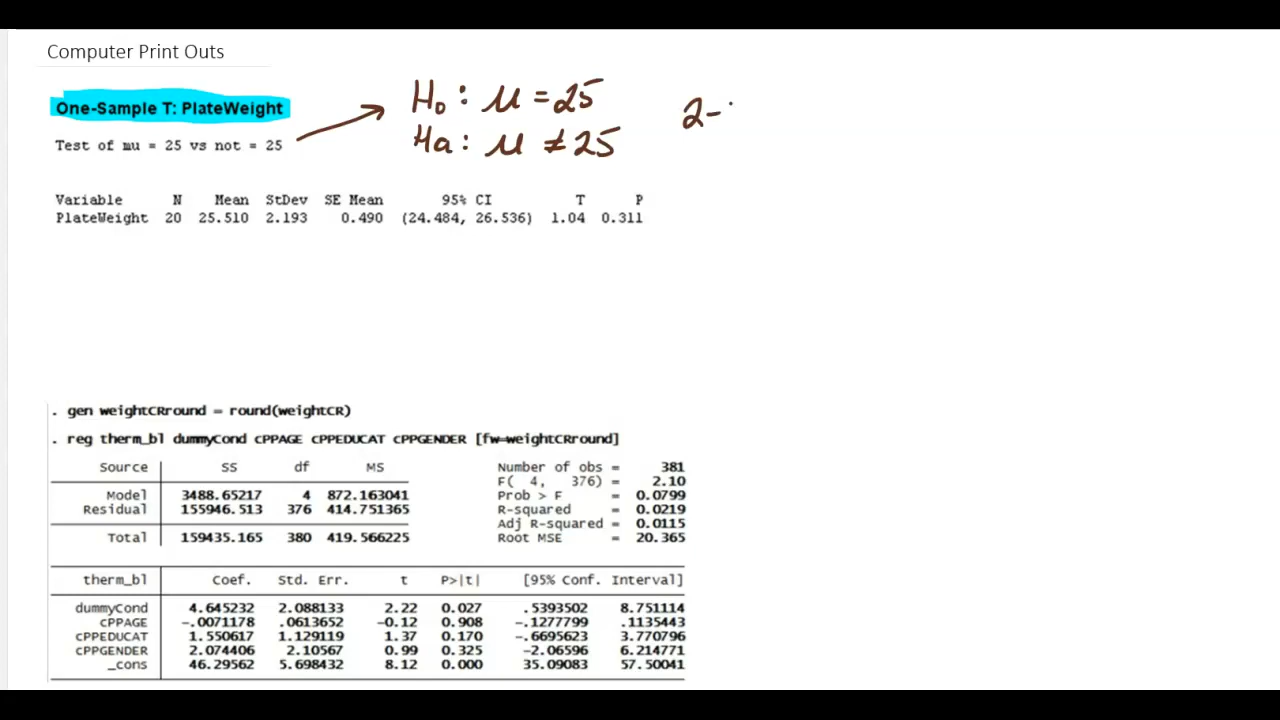 Computer Print Outs
One-Sample T: PlateWeight
H₀ : μ = 25
2-
Test of mu = 25 vs not = 25
Ha : μ ≠ 25
Variable N Mean StDev SE Mean 95% CI T P
PlateWeight 20 25.510 2.193 0.490 (24.484, 26.536) 1.04 0.311
. gen weightCRround = round(weightCR)
. reg therm_bl dummyCond cPPAGE cPPEDUCAT cPPGENDER [fw=weightCRround]
Source SS df MS
Model 3488.65217 4 872.163041
Residual 155946.513 376 414.751365
Total 159435.165 380 419.566225
Number of obs = 381
F( 4, 376) = 2.10
Prob > F = 0.0799
R-squared = 0.0219
Adj R-squared = 0.0115
Root MSE = 20.365
therm_bl Coef. Std. Err. t P>|t| [95% Conf. Interval]
dummyCond 4.645232 2.088133 2.22 0.027 .5393502 8.751114
cPPAGE -.0071178 .0613652 -0.12 0.908 -.1277799 .1135443
cPPEDUCAT 1.550617 1.129119 1.37 0.170 -.6695623 3.770796
cPPGENDER 2.074406 2.10567 0.99 0.325 -2.06596 6.214771
_cons 46.29562 5.698432 8.12 0.000 35.09083 57.50041